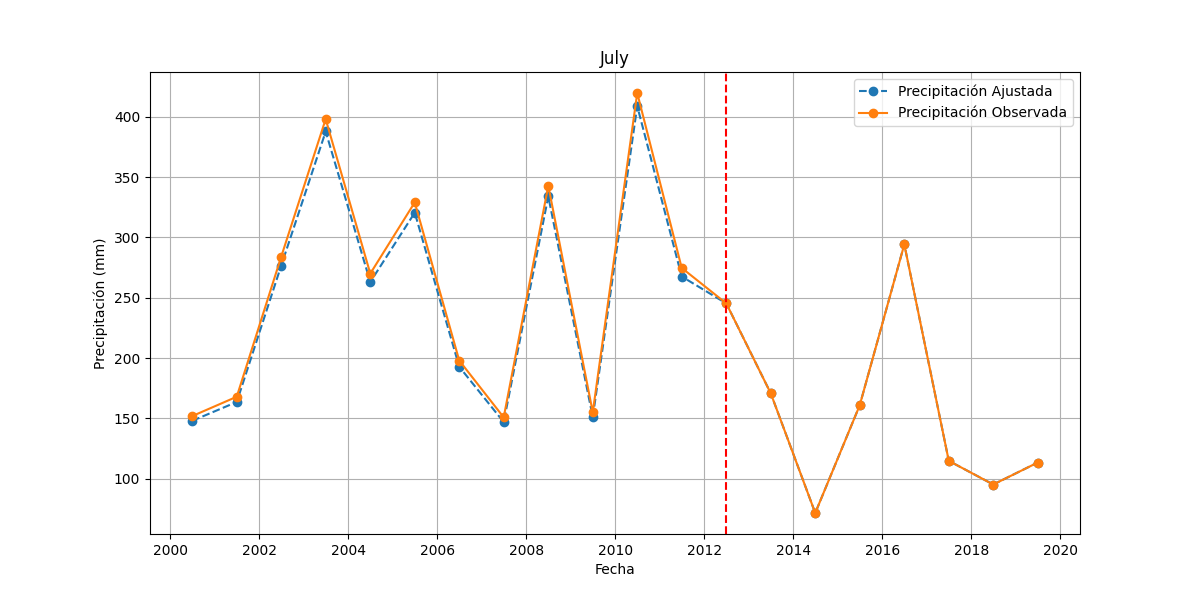 July
Precipitación Ajustada
Precipitación Observada
Precipitación (mm)
400
350
300
250
200
150
100
2000 2002 2004 2006 2008 2010 2012 2014 2016 2018 2020
Fecha